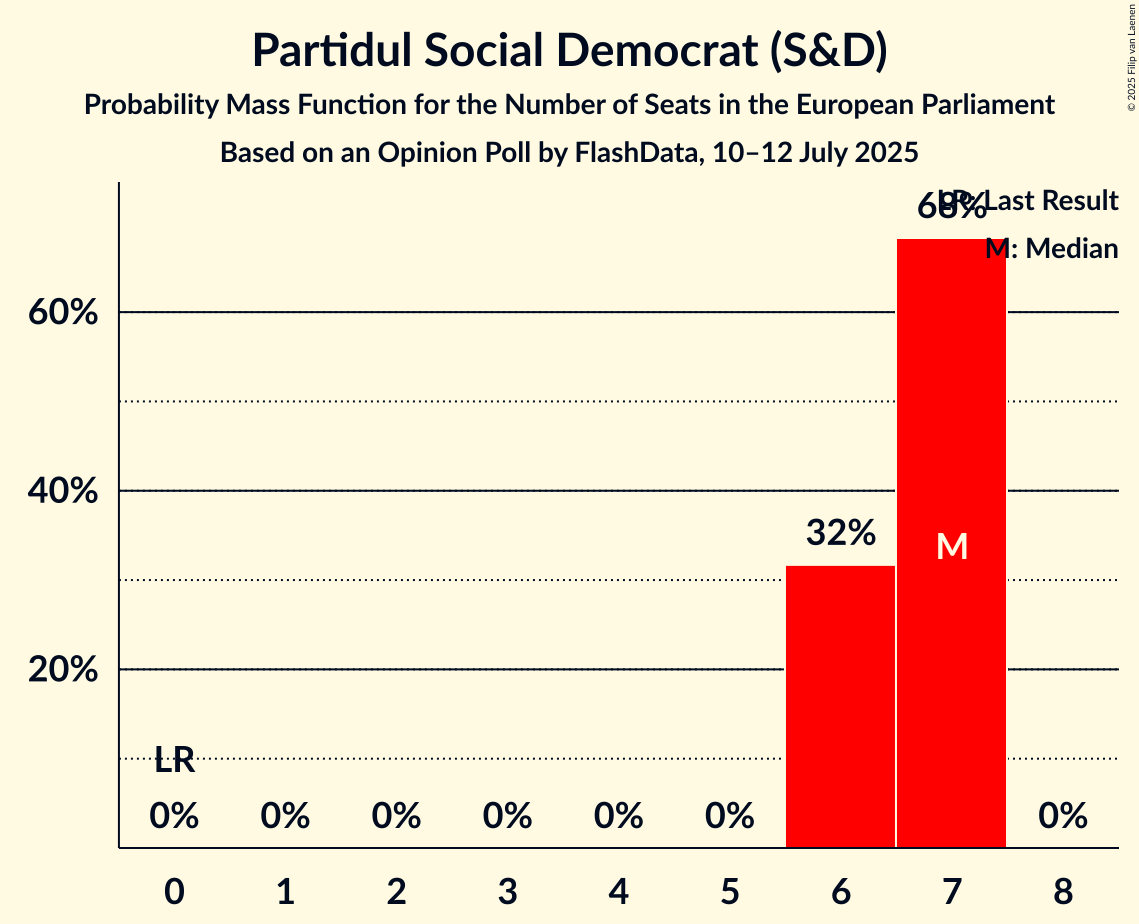 Partidul Social Democrat (S&D)
Probability Mass Function for the Number of Seats in the European Parliament
Based on an Opinion Poll by FlashData, 10–12 July 2025
© 2025 Filip van Laenen
LR: Last Result
M: Median
68%
60%
40%
32%
M
20%
LR
0% 0% 0% 0% 0% 0% 0%
0 1 2 3 4 5 6 7 8